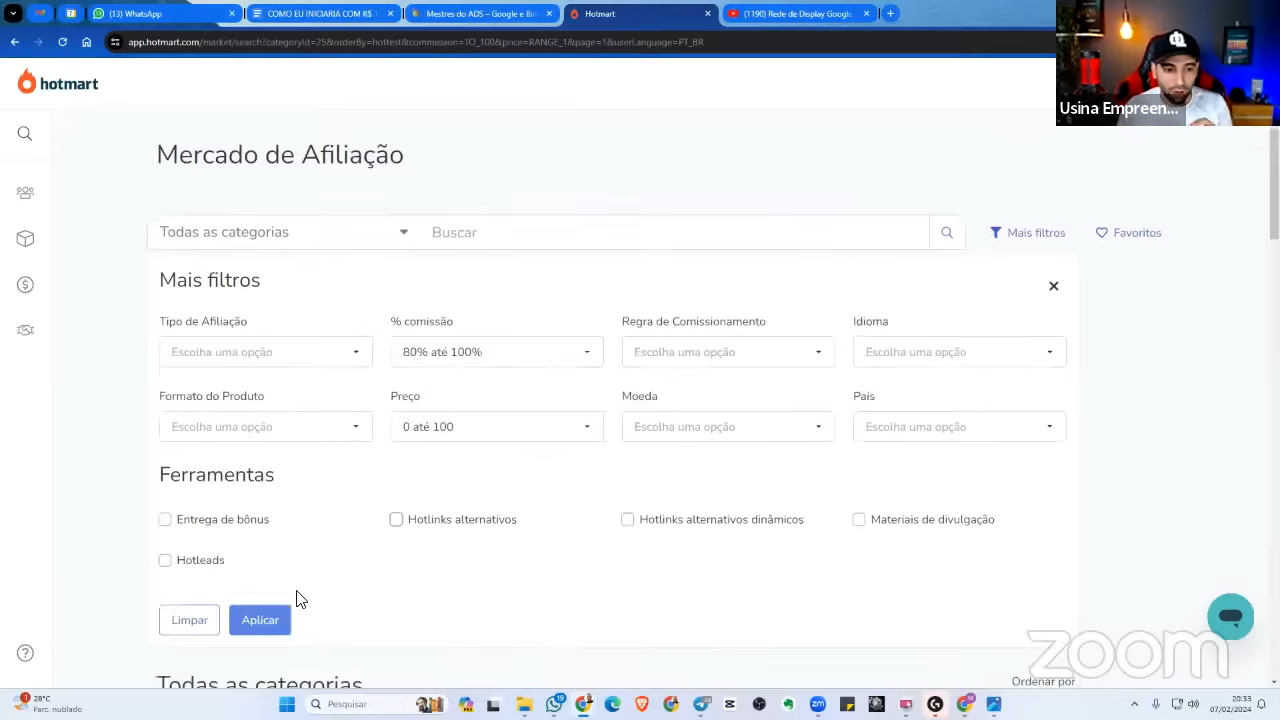 (13) WhatsApp
COMO EU INICIARIA COM R$
Mestres do ADS – Google e Bin
Hotmart
(1190) Rede de Display Google
app.hotmart.com/market/search?categoryId=25&orderBy=hottest&commission=TO_100&price=RANGE_1&page=1&userLanguage=PT_BR
Usina Empreen...
hotmart
Mercado de Afiliação
Todas as categorias
Buscar
Mais filtros
Favoritos
Mais filtros
Tipo de Afiliação
% comissão
Regra de Comissionamento
Idioma
Escolha uma opção
80% até 100%
Escolha uma opção
Escolha uma opção
Formato do Produto
Preço
Moeda
País
Escolha uma opção
0 até 100
Escolha uma opção
Escolha uma opção
Ferramentas
Entrega de bônus
Hotlinks alternativos
Hotlinks alternativos dinâmicos
Materiais de divulgação
Hotleads
Limpar
Aplicar
zoom
Todas as categorias
Ordenar por
28°C
Parc. nublado
Pesquisar
20:33
07/02/2024